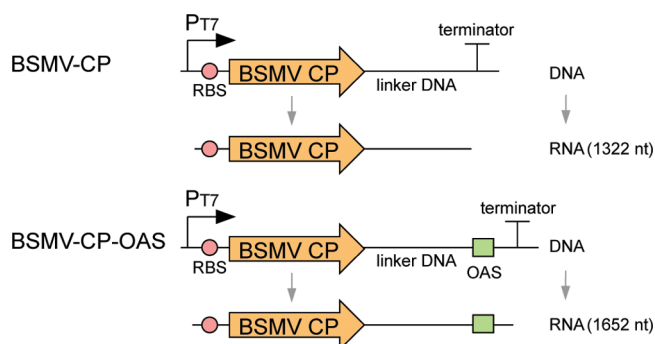 PT7
terminator
BSMV-CP
BSMV CP
RBS
linker DNA
DNA
BSMV CP
RNA (1322 nt)
PT7
terminator
BSMV-CP-OAS
BSMV CP
RBS
linker DNA
OAS
DNA
BSMV CP
RNA (1652 nt)